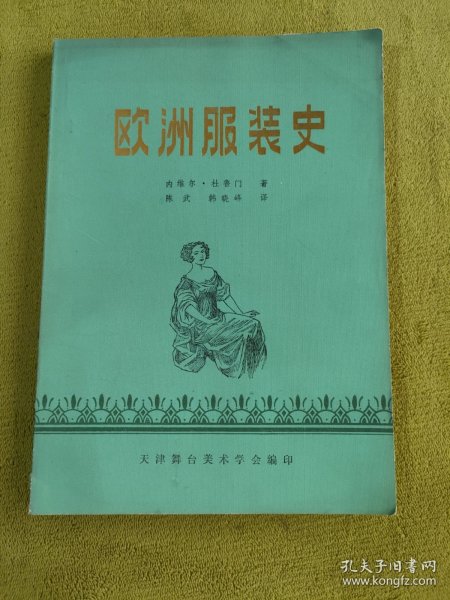 欧洲服装史
内维尔·杜鲁门 著
陈武 韩晓峰 译
天津舞台美术学会编印
孔夫子旧书网
www.kongfz.com